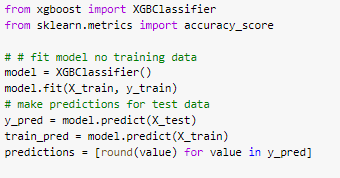 from xgboost import XGBClassifier
from sklearn.metrics import accuracy_score
# # fit model no training data
model = XGBClassifier()
model.fit(X_train, y_train)
# make predictions for test data
y_pred = model.predict(X_test)
train_pred = model.predict(X_train)
predictions = [round(value) for value in y_pred]